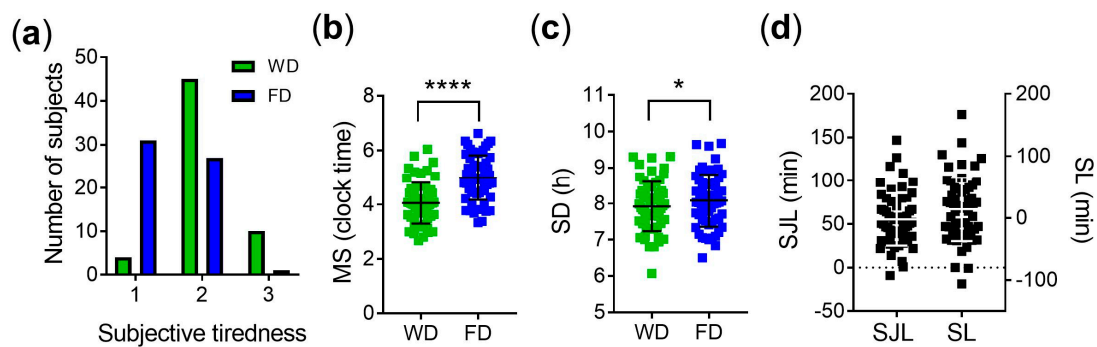 (a)
Number of subjects
50
40
30
20
10
0
1 2 3
Subjective tiredness
WD
FD
(b)
MS (clock time)
8
6
4
2
0
****
WD FD
(c)
SD (h)
11
10
9
8
7
6
5
*
WD FD
(d)
SJL (min)
200
150
100
50
0
-50
SJL SL
200
100
0
-100
SL (min)